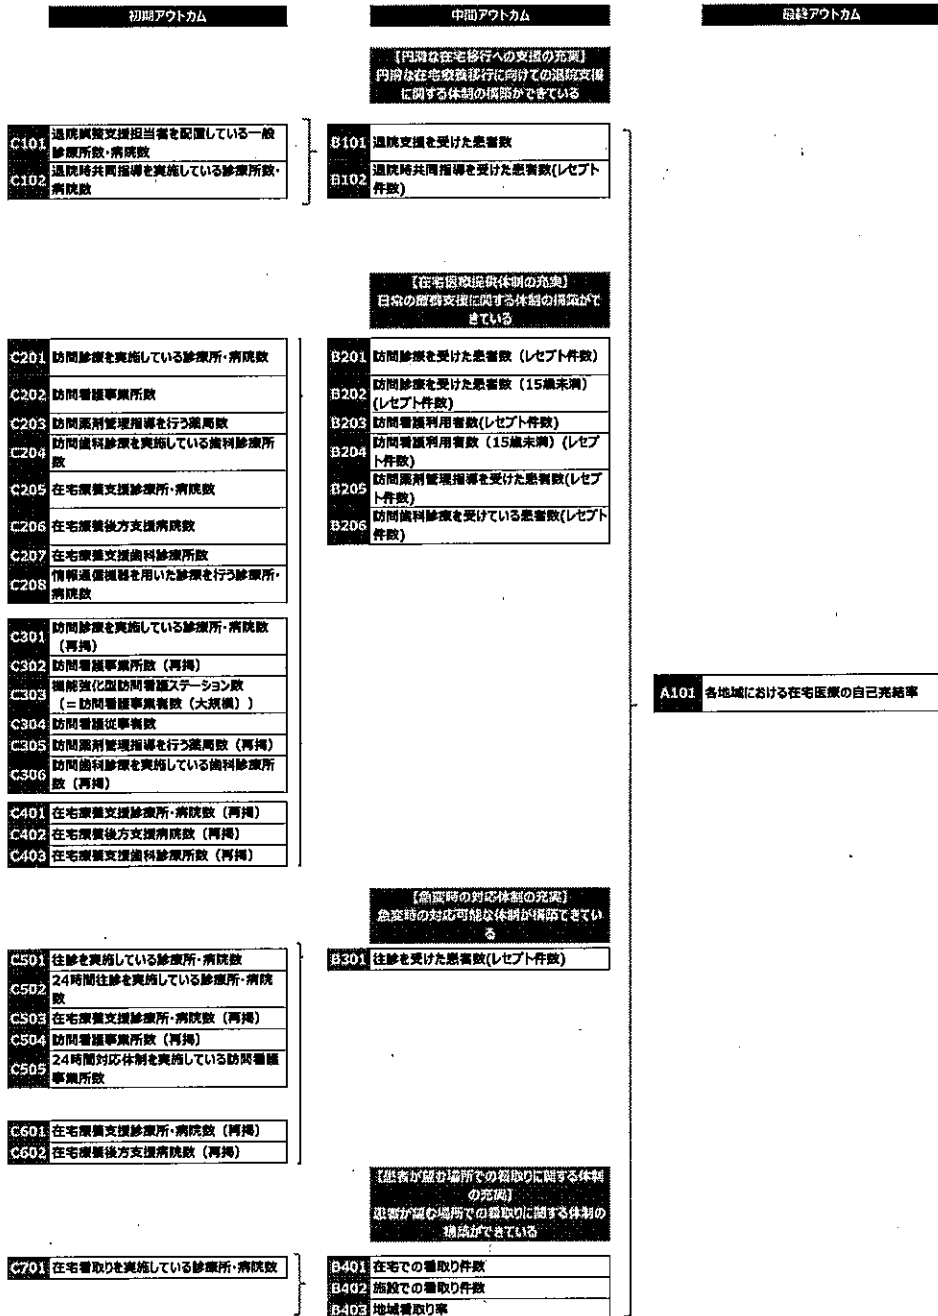 初期アウトカム
中間アウトカム
最終アウトカム
【円滑な在宅移行への支援の充実】
円滑な在宅療養移行に向けての退院支援
に関する体制の構築ができている
C101 退院調整支援担当者を配置している一般
診療所数・病院数
C102 退院時共同指導を実施している診療所数・
病院数
B101 退院支援を受けた患者数
B102 退院時共同指導を受けた患者数(レセプト
件数)
【在宅医療提供体制の充実】
日常の療養支援に関する体制の構築がで
きている
C201 訪問診療を実施している診療所・病院数
C202 訪問看護事業所数
C203 訪問薬剤管理指導を行う薬局数
C204 訪問歯科診療を実施している歯科診療所
数
C205 在宅療養支援診療所・病院数
C206 在宅療養後方支援病院数
C207 在宅療養支援歯科診療所数
C208 情報通信機器を用いた診療を行う診療所・
病院数
B201 訪問診療を受けた患者数（レセプト件数）
B202 訪問診療を受けた患者数（15歳未満）
(レセプト件数)
B203 訪問看護利用者数(レセプト件数)
B204 訪問看護利用者数（15歳未満）(レセプ
ト件数)
B205 訪問薬剤管理指導を受けた患者数(レセプ
ト件数)
B206 訪問歯科診療を受けている患者数(レセプト
件数)
C301 訪問診療を実施している診療所・病院数
（再掲）
C302 訪問看護事業所数（再掲）
C303 機能強化型訪問看護ステーション数
（＝訪問看護事業者数（大規模））
C304 訪問看護従事者数
C305 訪問薬剤管理指導を行う薬局数（再掲）
C306 訪問歯科診療を実施している歯科診療所
数（再掲）
C401 在宅療養支援診療所・病院数（再掲）
C402 在宅療養後方支援病院数（再掲）
C403 在宅療養支援歯科診療所数（再掲）
A101 各地域における在宅医療の自己完結率
【急変時の対応体制の充実】
急変時の対応可能な体制が構築できてい
る
C501 往診を実施している診療所・病院数
C502 24時間往診を実施している診療所・病院
数
C503 在宅療養支援診療所・病院数（再掲）
C504 訪問看護事業所数（再掲）
C505 24時間対応体制を実施している訪問看護
事業所数
B301 往診を受けた患者数(レセプト件数)
C601 在宅療養支援診療所・病院数（再掲）
C602 在宅療養後方支援病院数（再掲）
【患者が望む場所での看取りに関する体制
の充実】
患者が望む場所での看取りに関する体制の
構築ができている
C701 在宅看取りを実施している診療所・病院数
B401 在宅での看取り件数
B402 施設での看取り件数
B403 地域看取り率